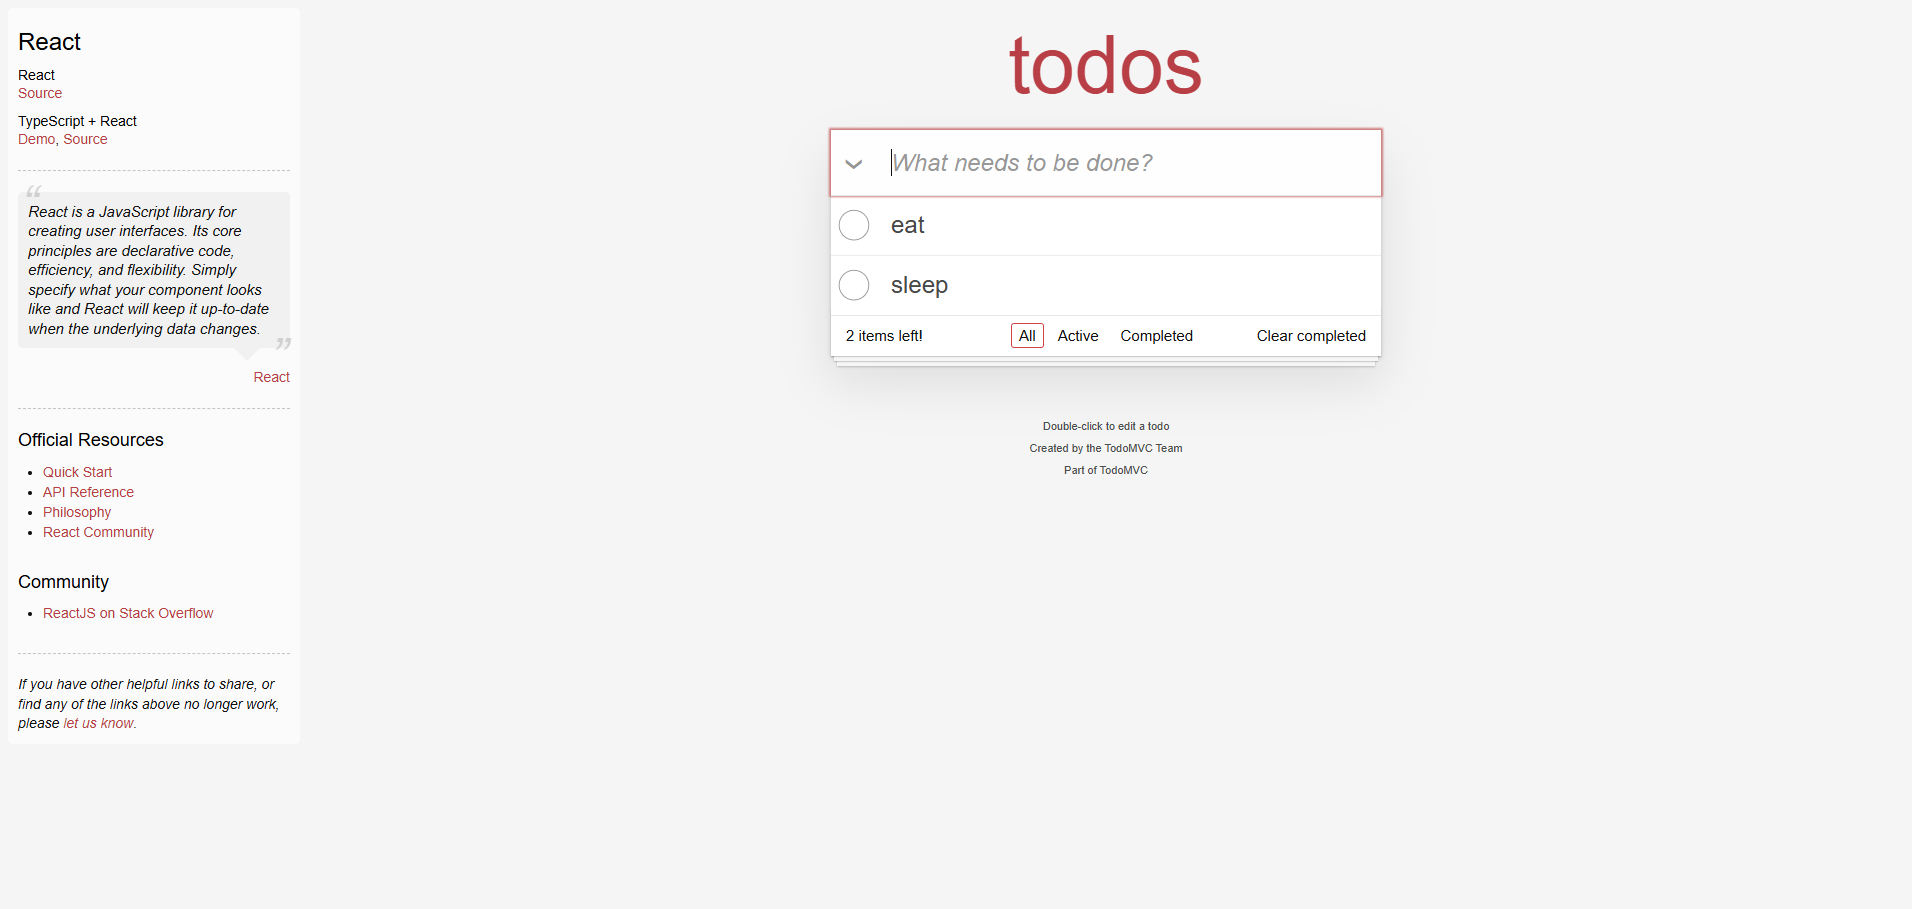 React
React
Source
TypeScript + React
Demo, Source
“
React is a JavaScript library for
creating user interfaces. Its core
principles are declarative code,
efficiency, and flexibility. Simply
specify what your component looks
like and React will keep it up-to-date
when the underlying data changes.
”
React
Official Resources
Quick Start
API Reference
Philosophy
React Community
Community
ReactJS on Stack Overflow
If you have other helpful links to share, or
find any of the links above no longer work,
please let us know.
todos
What needs to be done?
eat
sleep
2 items left! All Active Completed Clear completed
Double-click to edit a todo
Created by the TodoMVC Team
Part of TodoMVC